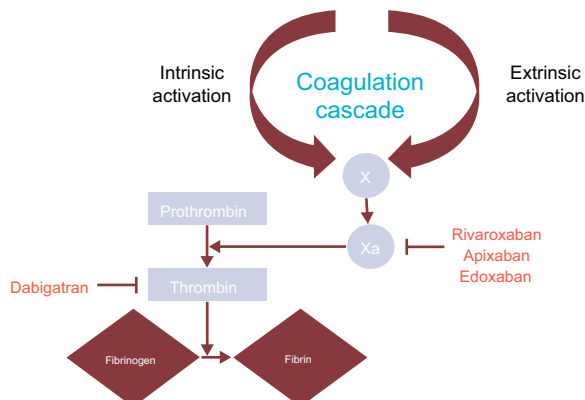 Intrinsic
activation
Coagulation
cascade
Extrinsic
activation
X
Prothrombin
Xa
Rivaroxaban
Apixaban
Edoxaban
Dabigatran
Thrombin
Fibrinogen
Fibrin